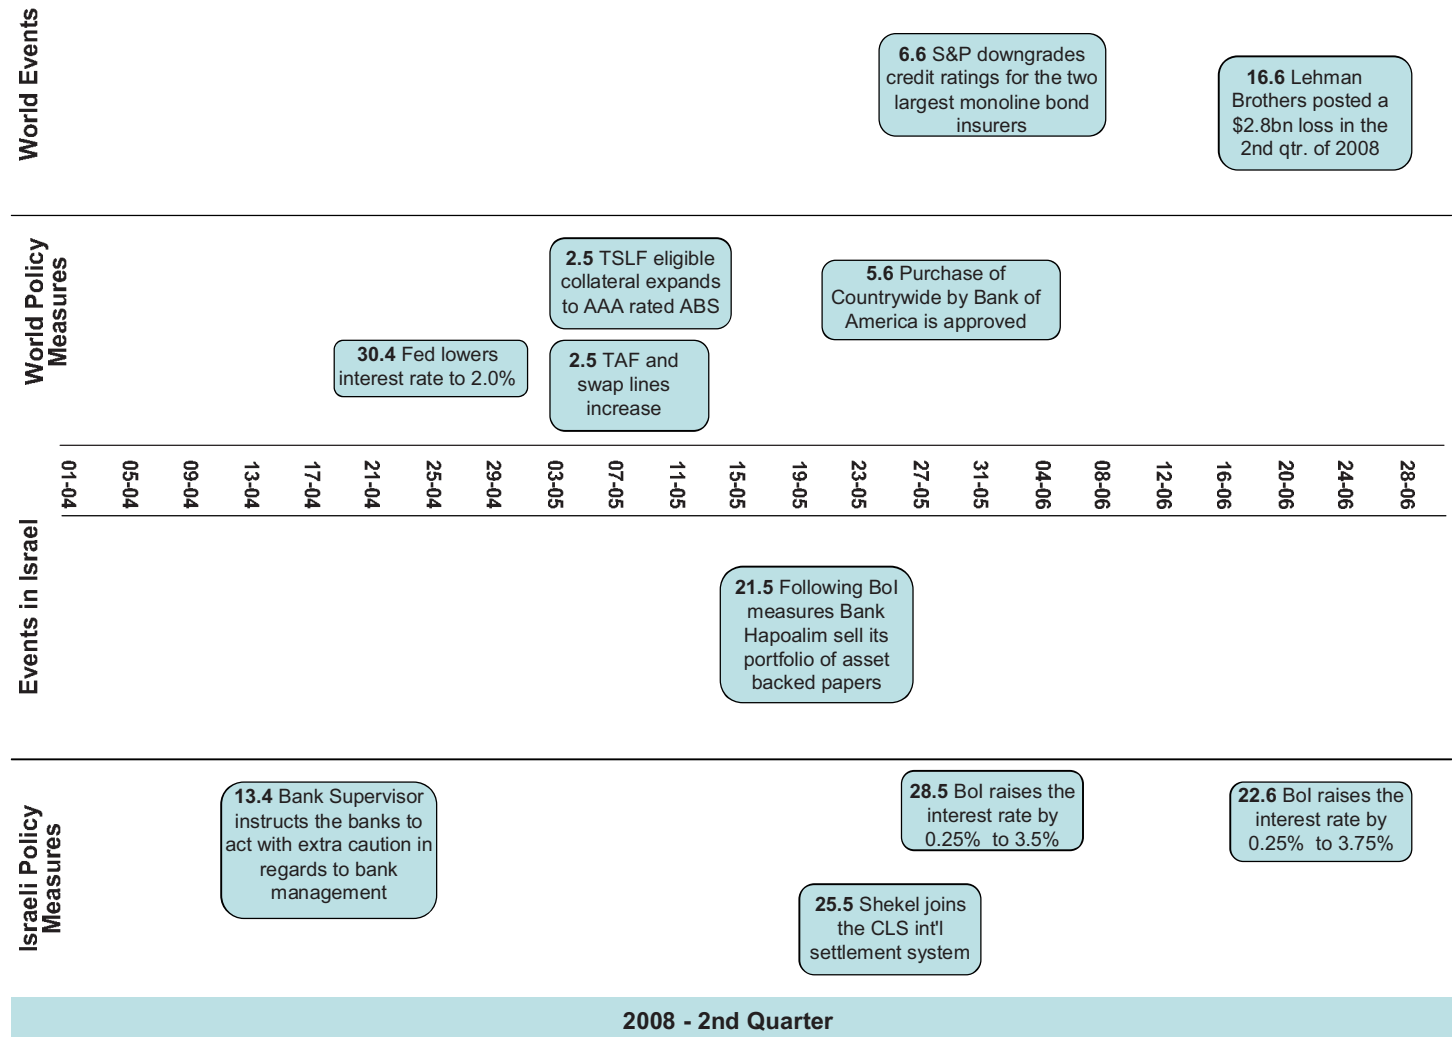 World Events
6.6 S&P downgrades
credit ratings for the two
largest monoline bond
insurers
16.6 Lehman
Brothers posted a
$2.8bn loss in the
2nd qtr. of 2008
World Policy
Measures
2.5 TSLF eligible
collateral expands
to AAA rated ABS
5.6 Purchase of
Countrywide by Bank of
America is approved
30.4 Fed lowers
interest rate to 2.0%
2.5 TAF and
swap lines
increase
01-04
05-04
09-04
13-04
17-04
21-04
25-04
29-04
03-05
07-05
11-05
15-05
19-05
23-05
27-05
31-05
04-06
08-06
12-06
16-06
20-06
24-06
28-06
Events in Israel
21.5 Following BoI
measures Bank
Hapoalim sell its
portfolio of asset
backed papers
Israeli Policy
Measures
13.4 Bank Supervisor
instructs the banks to
act with extra caution in
regards to bank
management
28.5 BoI raises the
interest rate by
0.25%  to 3.5%
22.6 BoI raises the
interest rate by
0.25%  to 3.75%
25.5 Shekel joins
the CLS int'l
settlement system
2008 - 2nd Quarter